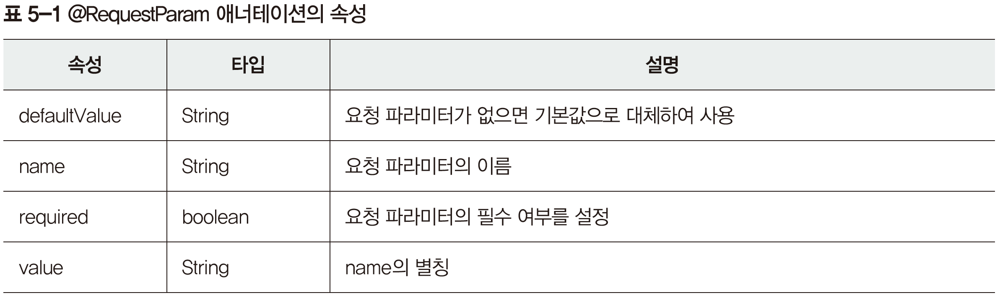 표 5-1 @RequestParam 애너테이션의 속성
속성 타입 설명
defaultValue String 요청 파라미터가 없으면 기본값으로 대체하여 사용
name String 요청 파라미터의 이름
required boolean 요청 파라미터의 필수 여부를 설정
value String name의 별칭